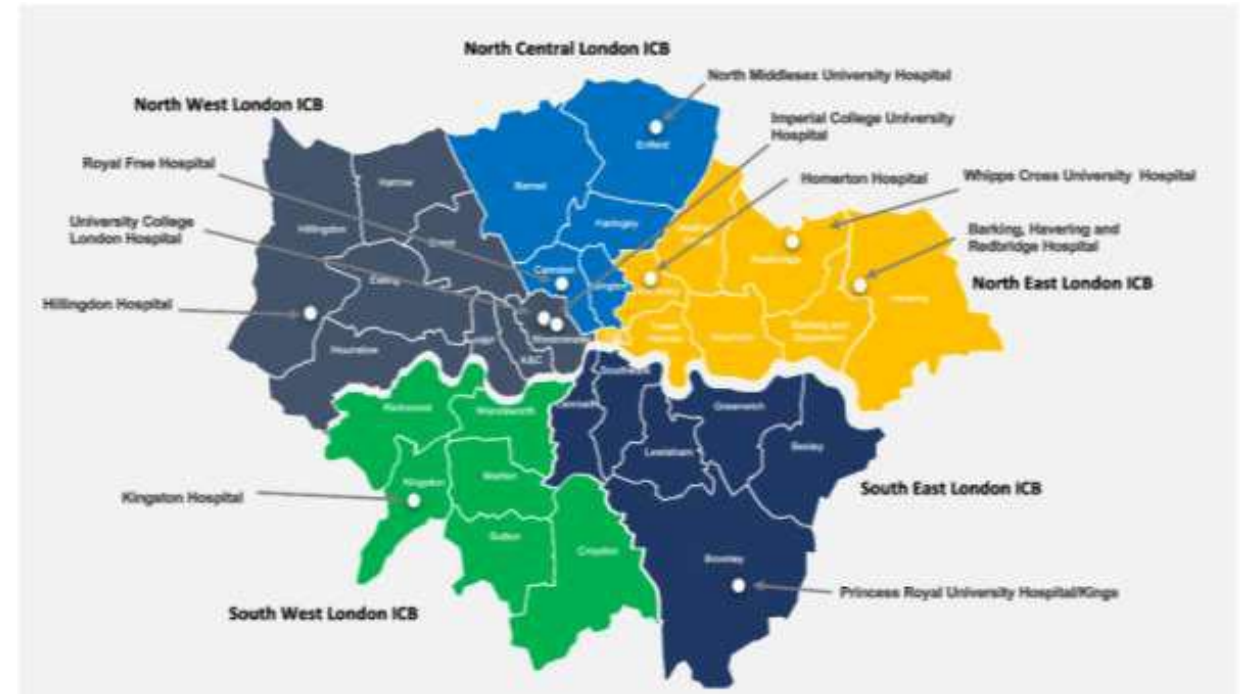 North Central London ICB
North Middlesex University Hospital
North West London ICB
Imperial College University
Hospital
Royal Free Hospital
Homerton Hospital
Whipps Cross University Hospital
University College
London Hospital
Barking, Havering and
Redbridge Hospital
North East London ICB
Hillingdon Hospital
Enfield
Barnet
Harrow
Haringey
Hillingdon
Brent
Camden
Ealing
Redbridge
Havering
Hounslow
K&C
Westminster
Richmond
Wandsworth
Southwark
Lambeth
Greenwich
Lewisham
Bexley
Kingston
Merton
Kingston Hospital
South East London ICB
Sutton
Croydon
Bromley
Princess Royal University Hospital/Kings
South West London ICB